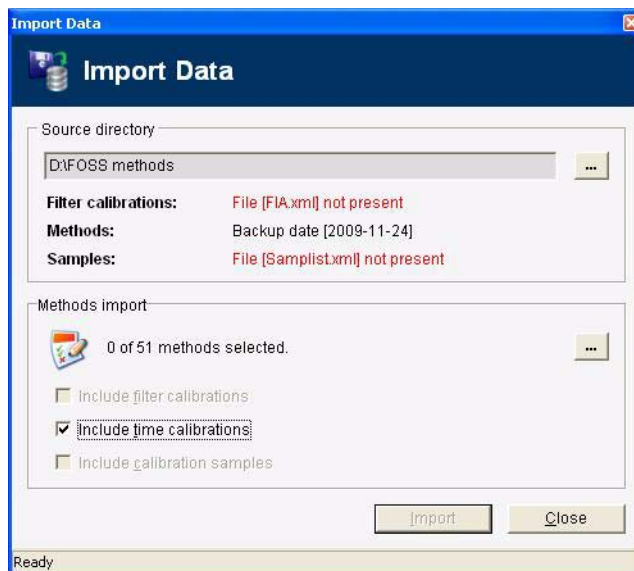 Import Data
Import Data
Source directory
D:\FOSS methods
...
Filter calibrations: File [FIA.xml] not present
Methods: Backup date [2009-11-24]
Samples: File [Samplist.xml] not present
Methods import
0 of 51 methods selected.
...
Include filter calibrations
Include time calibrations
Include calibration samples
Import Close
Ready